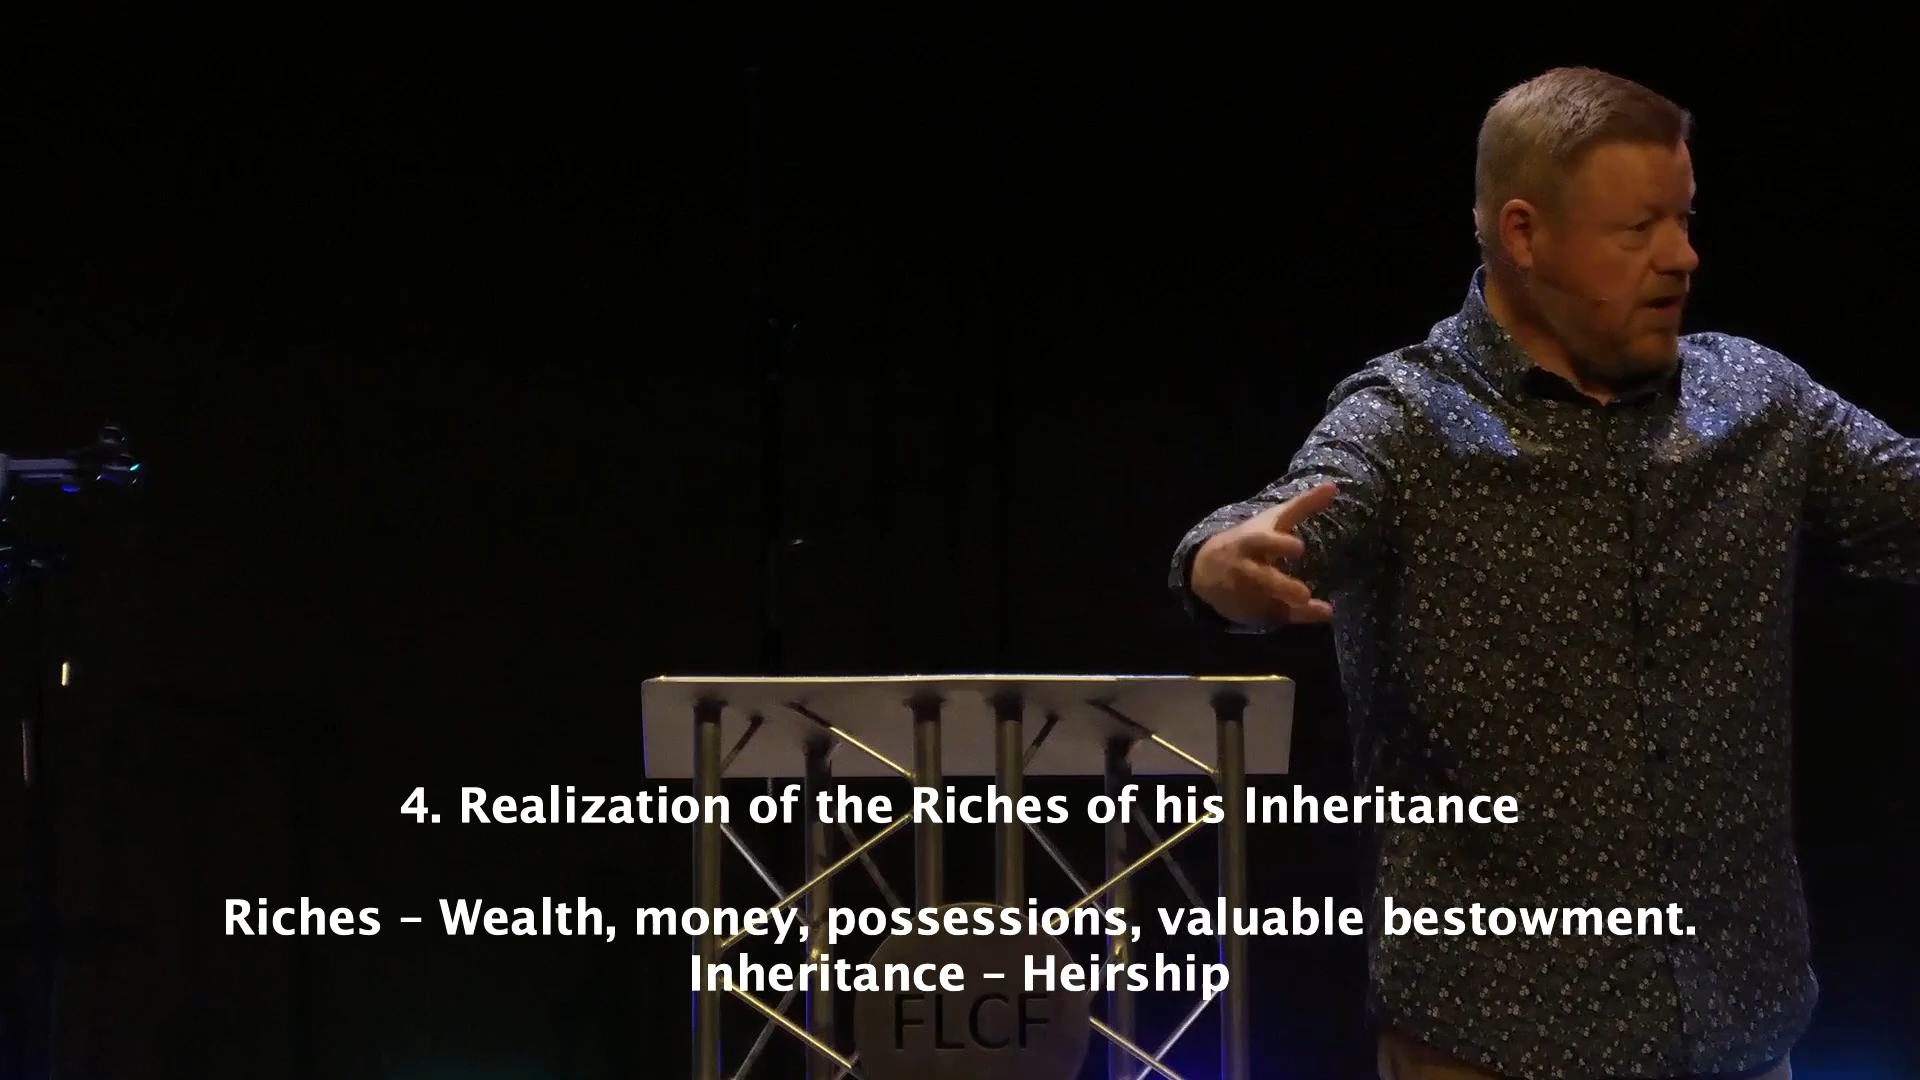 4. Realization of the Riches of his Inheritance
Riches – Wealth, money, possessions, valuable bestowment.
Inheritance – Heirship
FLCF